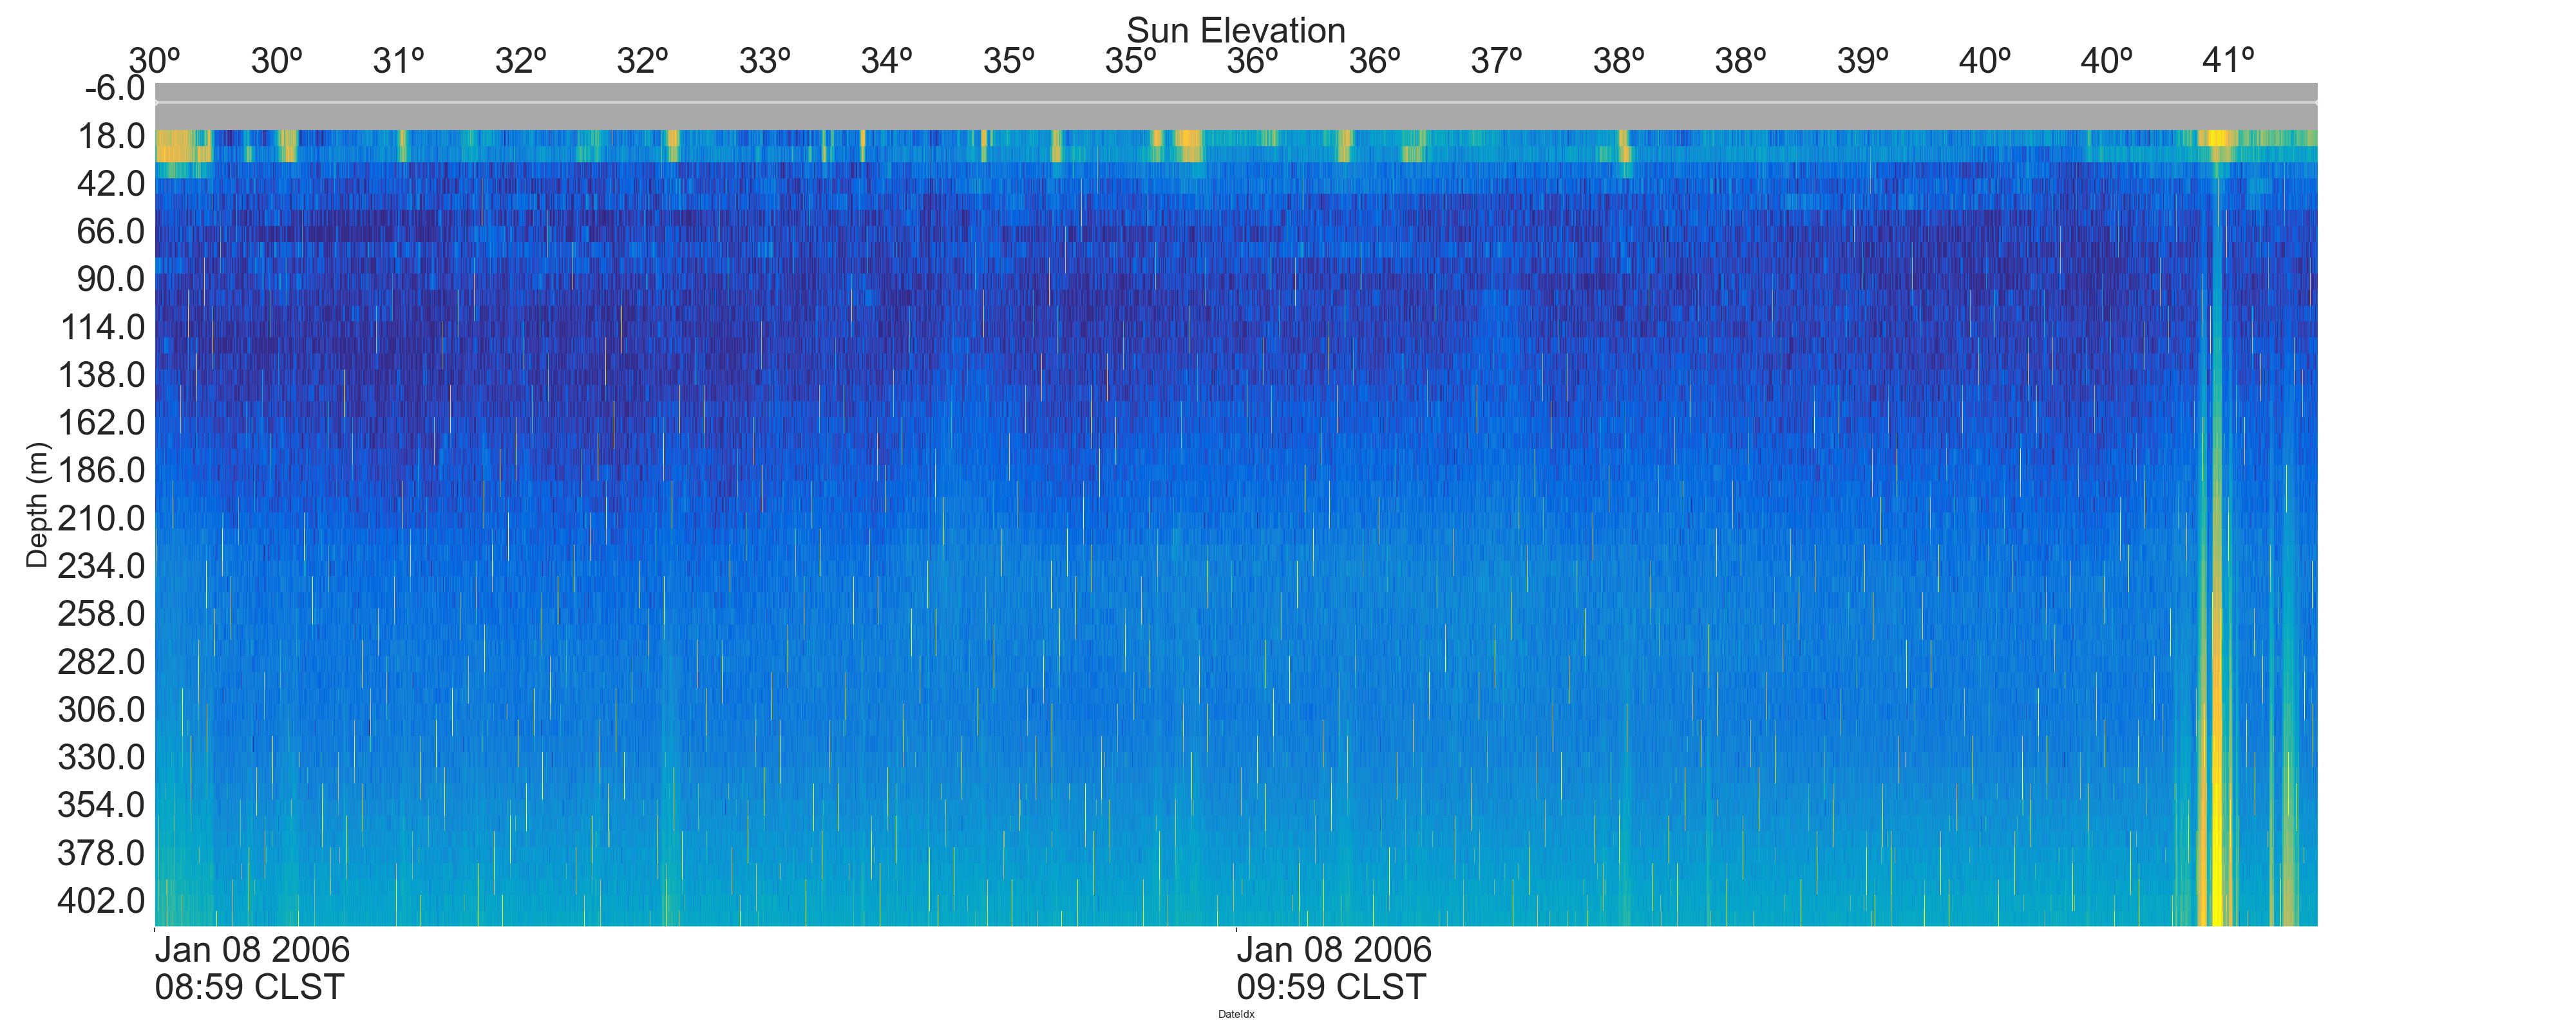 Sun Elevation
30º 30º 31º 32º 32º 33º 34º 35º 35º 36º 36º 37º 38º 38º 39º 40º 40º 41º
-6.0
18.0
42.0
66.0
90.0
114.0
138.0
162.0
186.0
210.0
234.0
258.0
282.0
306.0
330.0
354.0
378.0
402.0
Depth (m)
Jan 08 2006
08:59 CLST
Jan 08 2006
09:59 CLST
DateIdx